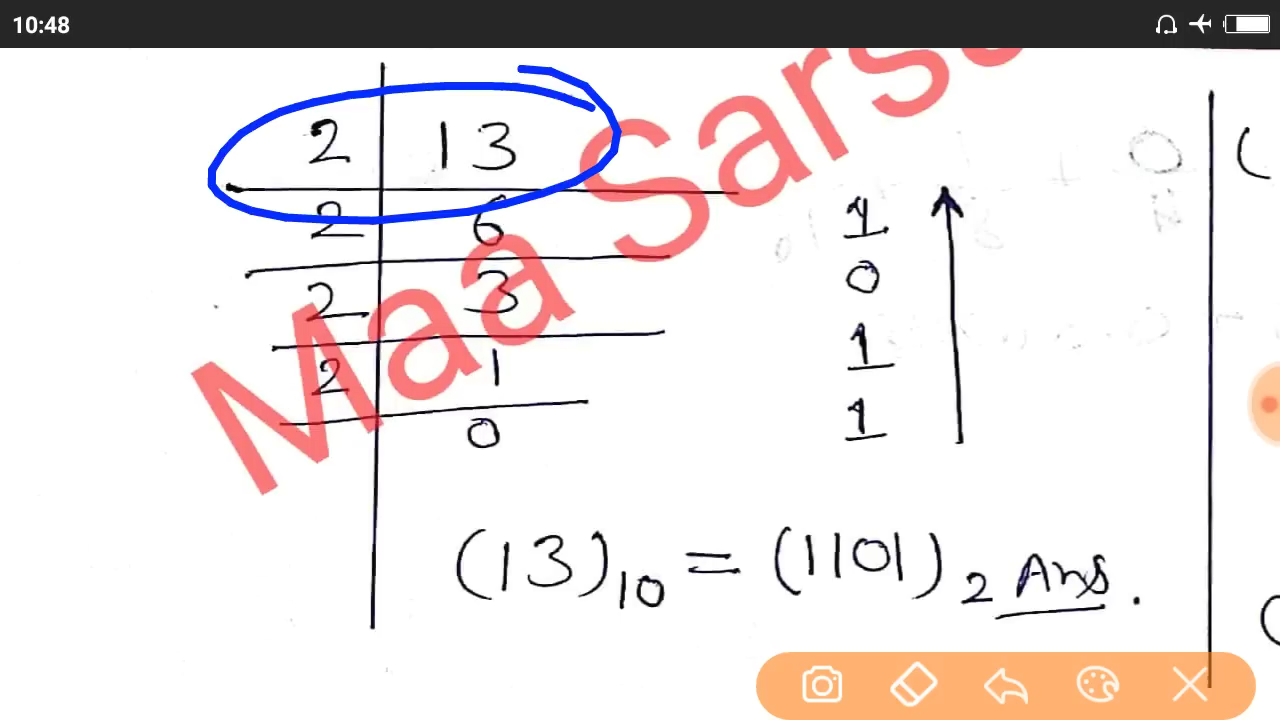 10:48
2 13
2 6 1
2 3 0
2 1 1
0 1
(13)10 = (1101)2 Ans.
Maa